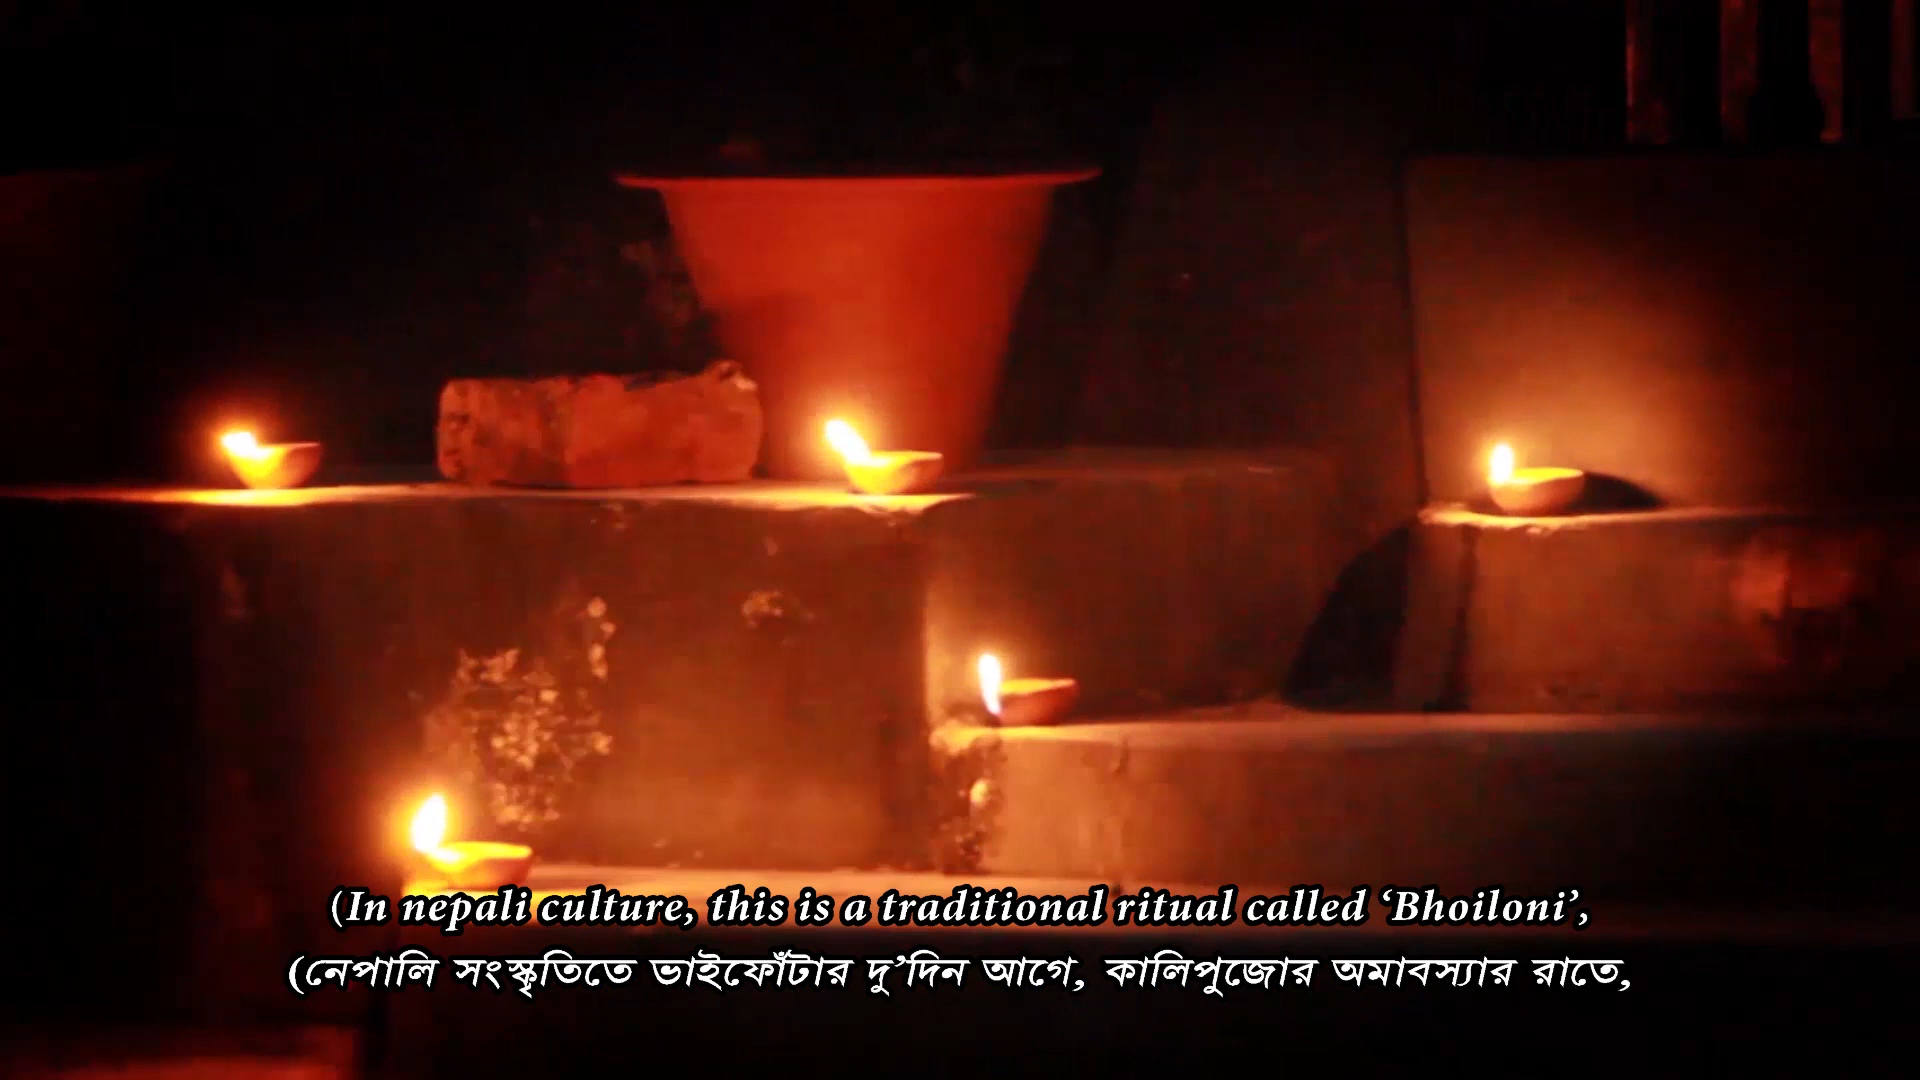 (In nepali culture, this is a traditional ritual called ‘Bhoiloni’,
(নেপালি সংস্কৃতিতে ভাইফোঁটার দু’দিন আগে, কালিপুজোর অমাবস্যার রাতে,